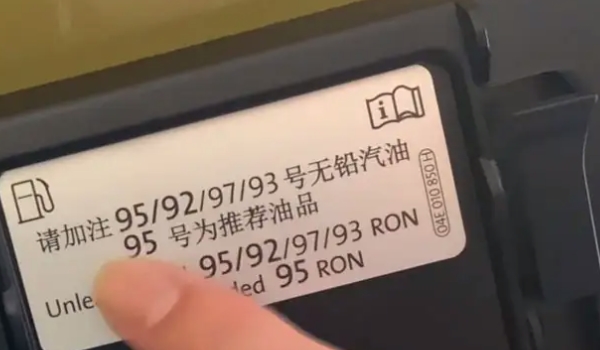 请加注 95/92/97/93 号无铅汽油
95 号为推荐油品
95/92/97/93 RON
95 RON
04E 010 850 H